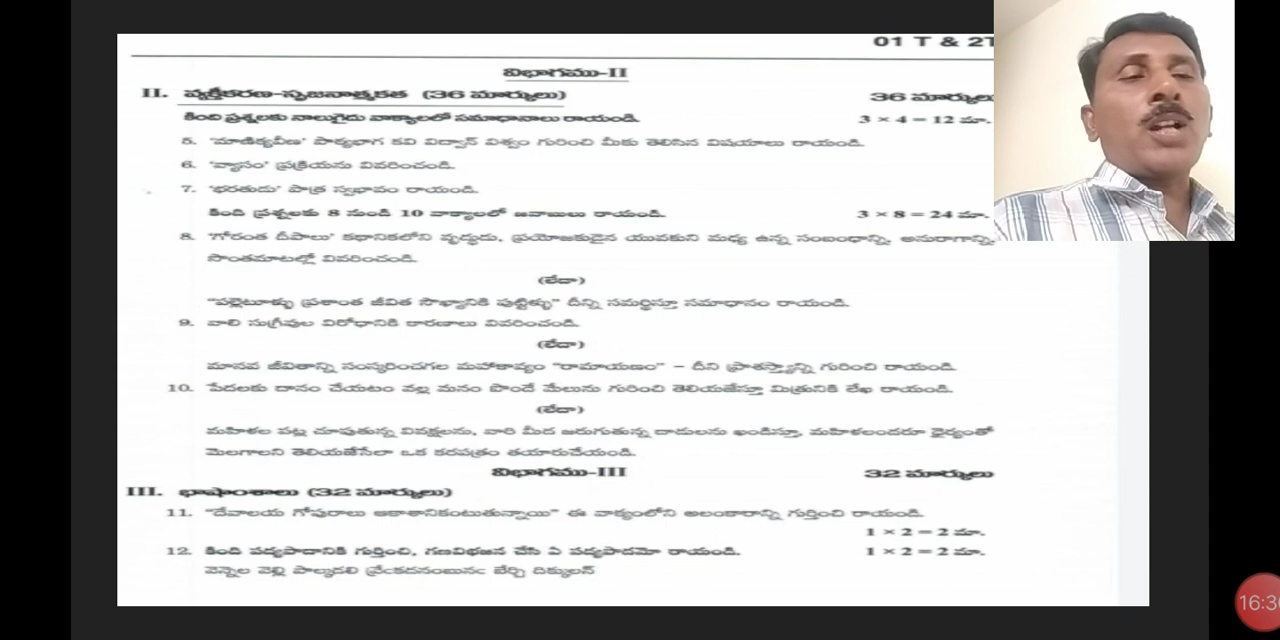 01 T & 2T
విభాగము-II
II. వ్యక్తీకరణ-సృజనాత్మకత (36 మార్కులు) 36 మార్కులు
కింది ప్రశ్నలకు నాలుగైదు వాక్యాలలో సమాధానాలు రాయండి. 3 × 4 = 12 మా.
5. 'మాణిక్యవీణ' పాఠ్యభాగ కవి విద్వాన్ విశ్వం గురించి మీకు తెలిసిన విషయాలు రాయండి.
6. 'వ్యాసం' ప్రక్రియను వివరించండి.
7. 'భరతుడు' పాత్ర స్వభావం రాయండి.
కింది ప్రశ్నలకు 8 నుండి 10 వాక్యాలలో జవాబులు రాయండి. 3 × 8 = 24 మా.
8. 'గోరంత దీపాలు' కథానికలోని వృద్ధుడు, ప్రయోజకుడైన యువకుని మధ్య ఉన్న సంబంధాన్ని, అనురాగాన్ని,
సొంతమాటల్లో వివరించండి.
(లేదా)
"పల్లెటూళ్ళు ప్రశాంత జీవిత సౌఖ్యానికి పుట్టిళ్ళు" దీన్ని సమర్థిస్తూ సమాధానం రాయండి.
9. వాలి సుగ్రీవుల విరోధానికి కారణాలు వివరించండి.
(లేదా)
మానవ జీవితాన్ని సంస్కరించగల మహాకావ్యం "రామాయణం" – దీని ప్రాశస్త్యాన్ని గురించి రాయండి.
10. పేదలకు దానం చేయటం వల్ల మనం పొందే మేలును గురించి తెలియజేస్తూ మిత్రునికి లేఖ రాయండి.
(లేదా)
మహిళల పట్ల చూపుతున్న వివక్షలను, వారి మీద జరుగుతున్న దాడులను ఖండిస్తూ, మహిళలందరూ ధైర్యంతో
మెలగాలని తెలియజేసేలా ఒక కరపత్రం తయారుచేయండి.
విభాగము-III 32 మార్కులు
III. భాషాంశాలు (32 మార్కులు)
11. "దేవాలయ గోపురాలు ఆకాశానికంటుతున్నాయి" ఈ వాక్యంలోని అలంకారాన్ని గుర్తించి రాయండి.
1 × 2 = 2 మా.
12. కింది పద్యపాదానికి గుర్తించి, గణవిభజన చేసి ఏ పద్యపాదమో రాయండి. 1 × 2 = 2 మా.
వెన్నెల వెల్లి పాల్కడలి పేర్చి దిక్కులన్
16:30